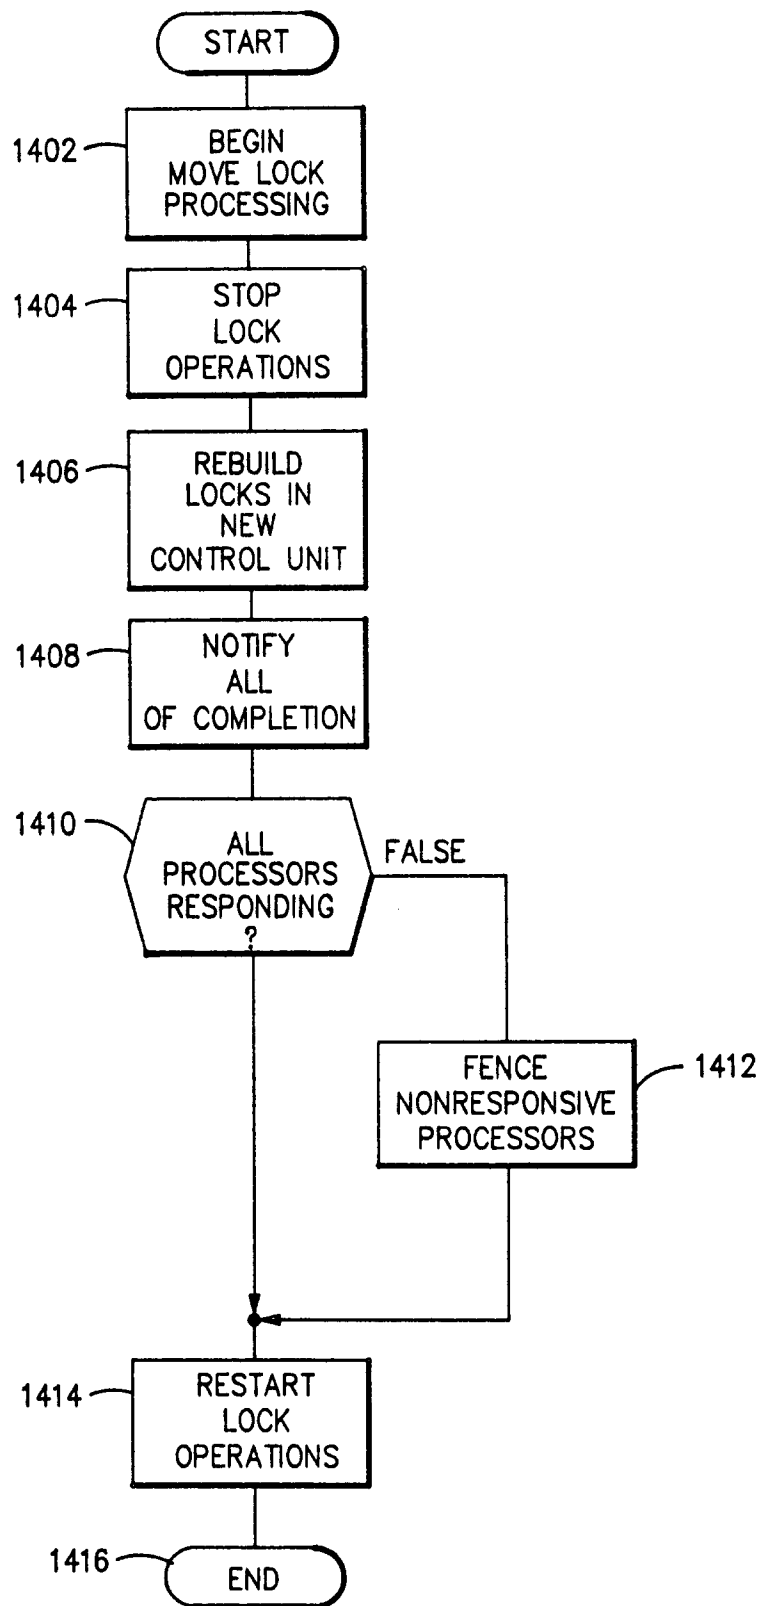 START
1402
BEGIN
MOVE LOCK
PROCESSING
1404
STOP
LOCK
OPERATIONS
1406
REBUILD
LOCKS IN
NEW
CONTROL UNIT
1408
NOTIFY
ALL
OF COMPLETION
1410
ALL
PROCESSORS
RESPONDING
?
FALSE
FENCE
NONRESPONSIVE
PROCESSORS
1412
1414
RESTART
LOCK
OPERATIONS
1416
END